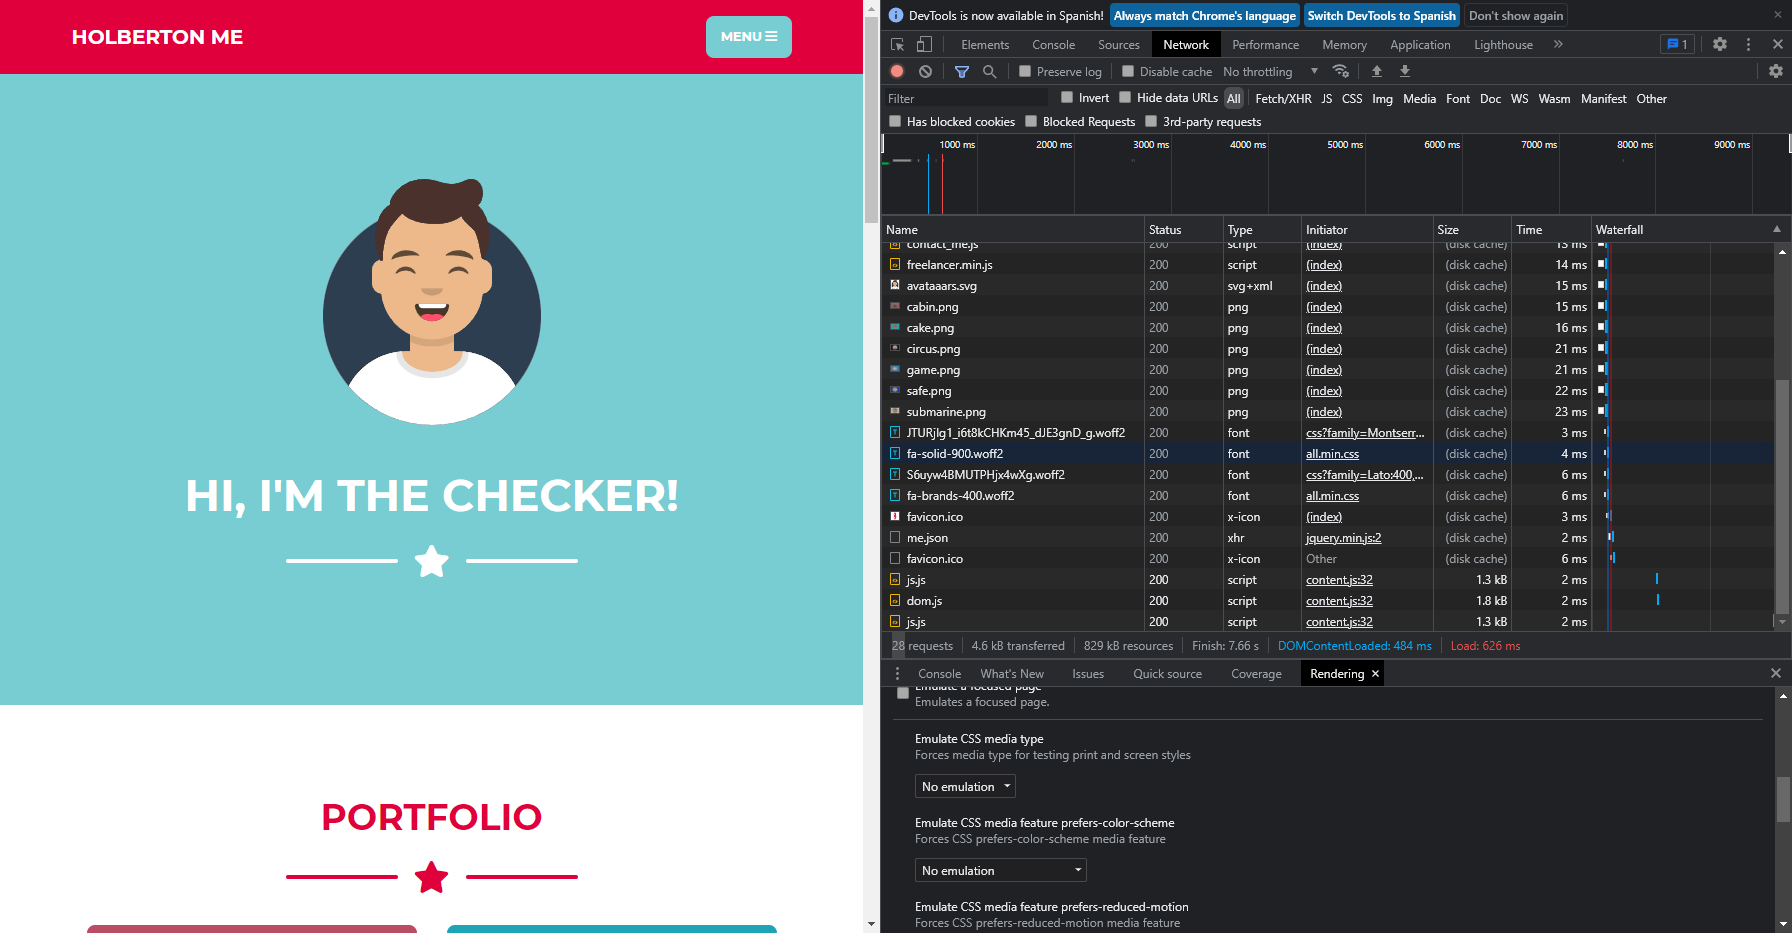 HOLBERTON ME
MENU
HI, I'M THE CHECKER!
PORTFOLIO
DevTools is now available in Spanish! Always match Chrome's language Switch DevTools to Spanish Don't show again
Elements Console Sources Network Performance Memory Application Lighthouse 1
Preserve log Disable cache No throttling
Filter Invert Hide data URLs All Fetch/XHR JS CSS Img Media Font Doc WS Wasm Manifest Other
Has blocked cookies Blocked Requests 3rd-party requests
1000 ms 2000 ms 3000 ms 4000 ms 5000 ms 6000 ms 7000 ms 8000 ms 9000 ms
Name Status Type Initiator Size Time Waterfall
contact_me.js 200 script (index) (disk cache) 13 ms
freelancer.min.js 200 script (index) (disk cache) 14 ms
avataaars.svg 200 svg+xml (index) (disk cache) 15 ms
cabin.png 200 png (index) (disk cache) 15 ms
cake.png 200 png (index) (disk cache) 16 ms
circus.png 200 png (index) (disk cache) 21 ms
game.png 200 png (index) (disk cache) 21 ms
safe.png 200 png (index) (disk cache) 22 ms
submarine.png 200 png (index) (disk cache) 23 ms
JTURjIg1_i6t8kCHKm45_dJE3gnD_g.woff2 200 font css?family=Montserr... (disk cache) 3 ms
fa-solid-900.woff2 200 font all.min.css (disk cache) 4 ms
S6uyw4BMUTPHjx4wXg.woff2 200 font css?family=Lato:400,... (disk cache) 6 ms
fa-brands-400.woff2 200 font all.min.css (disk cache) 6 ms
favicon.ico 200 x-icon (index) (disk cache) 3 ms
me.json 200 xhr jquery.min.js:2 (disk cache) 2 ms
favicon.ico 200 x-icon Other (disk cache) 6 ms
js.js 200 script content.js:32 1.3 kB 2 ms
dom.js 200 script content.js:32 1.8 kB 2 ms
js.js 200 script content.js:32 1.3 kB 2 ms
28 requests 4.6 kB transferred 829 kB resources Finish: 7.66 s DOMContentLoaded: 484 ms Load: 626 ms
Console What's New Issues Quick source Coverage Rendering
Emulate a focused page
Emulates a focused page.
Emulate CSS media type
Forces media type for testing print and screen styles
No emulation
Emulate CSS media feature prefers-color-scheme
Forces CSS prefers-color-scheme media feature
No emulation
Emulate CSS media feature prefers-reduced-motion
Forces CSS prefers-reduced-motion media feature